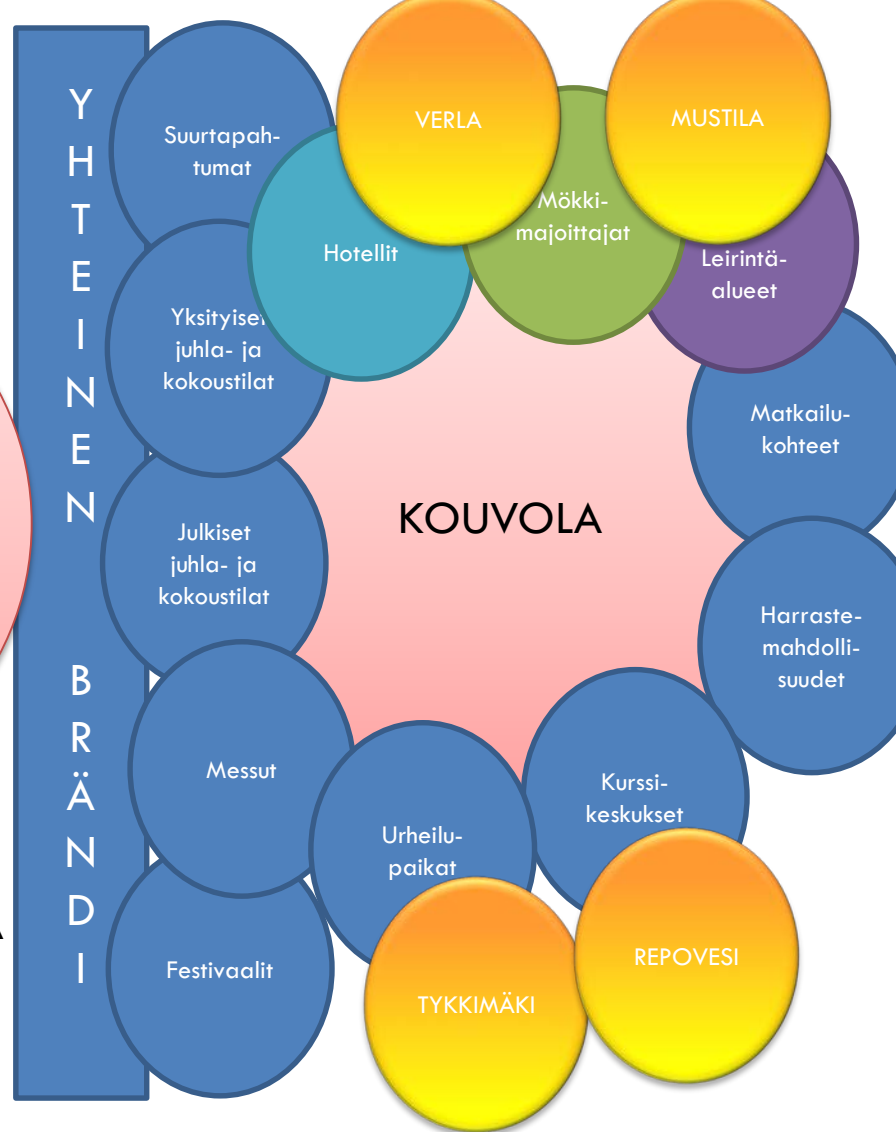 YHTEINEN BRÄNDI
Suurtapah-
tumat
VERLA
MUSTILA
Hotellit
Mökki-
majoittajat
Leirintä-
alueet
Yksityiset
juhla- ja
kokoustilat
Matkailu-
kohteet
KOUVOLA
Julkiset
juhla- ja
kokoustilat
Harraste-
mahdolli-
suudet
Messut
Urheilu-
paikat
Kurssi-
keskukset
Festivaalit
TYKKIMÄKI
REPOVESI